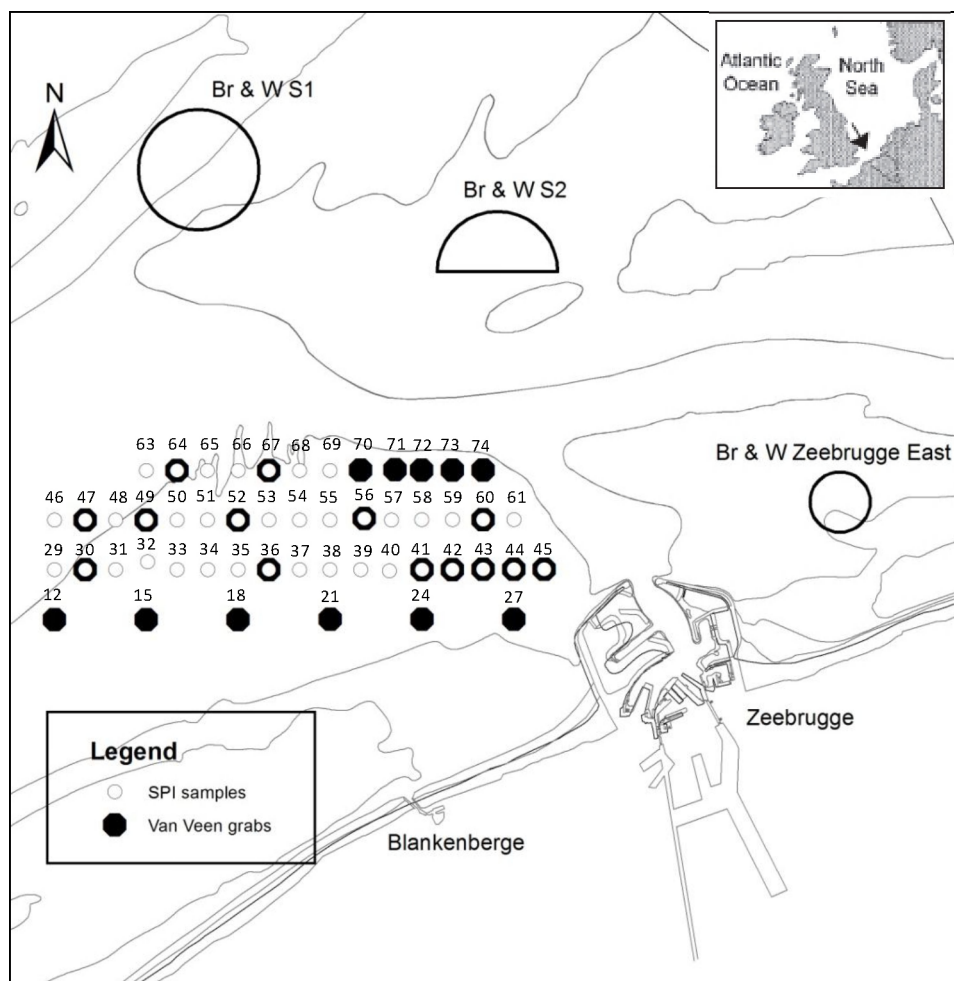 Atlantic
Ocean
North
Sea
N
Br & W S1
Br & W S2
63 64 65 66 67 68 69 70 71 72 73 74
Br & W Zeebrugge East
46 47 48 49 50 51 52 53 54 55 56 57 58 59 60 61
29 30 31 32 33 34 35 36 37 38 39 40 41 42 43 44 45
12 15 18 21 24 27
Zeebrugge
Legend
SPI samples
Van Veen grabs
Blankenberge